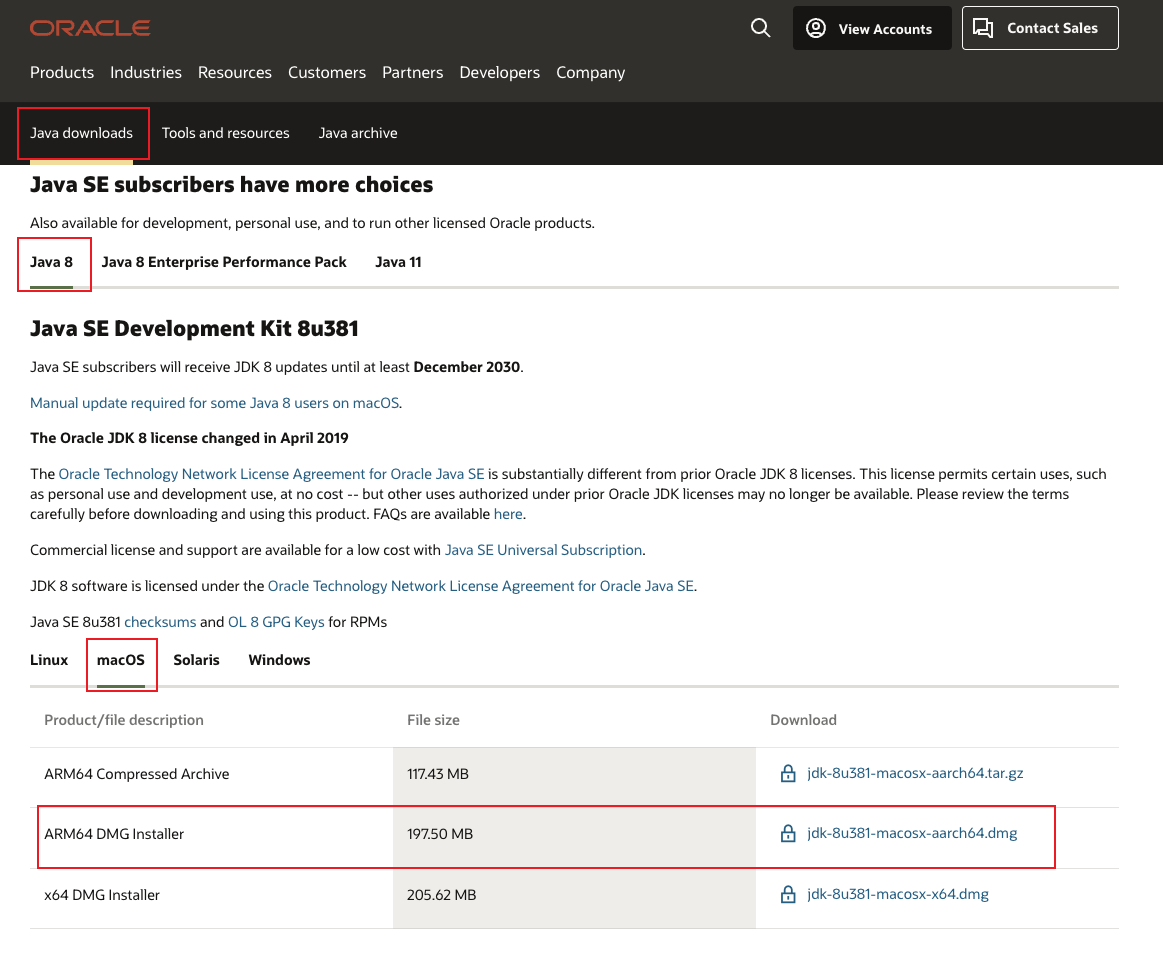 ORACLE
View Accounts
Contact Sales
Products Industries Resources Customers Partners Developers Company
Java downloads Tools and resources Java archive
Java SE subscribers have more choices
Also available for development, personal use, and to run other licensed Oracle products.
Java 8 Java 8 Enterprise Performance Pack Java 11
Java SE Development Kit 8u381
Java SE subscribers will receive JDK 8 updates until at least December 2030.
Manual update required for some Java 8 users on macOS.
The Oracle JDK 8 license changed in April 2019
The Oracle Technology Network License Agreement for Oracle Java SE is substantially different from prior Oracle JDK 8 licenses. This license permits certain uses, such
as personal use and development use, at no cost -- but other uses authorized under prior Oracle JDK licenses may no longer be available. Please review the terms
carefully before downloading and using this product. FAQs are available here.
Commercial license and support are available for a low cost with Java SE Universal Subscription.
JDK 8 software is licensed under the Oracle Technology Network License Agreement for Oracle Java SE.
Java SE 8u381 checksums and OL 8 GPG Keys for RPMs
Linux macOS Solaris Windows
Product/file description File size Download
ARM64 Compressed Archive 117.43 MB jdk-8u381-macosx-aarch64.tar.gz
ARM64 DMG Installer 197.50 MB jdk-8u381-macosx-aarch64.dmg
x64 DMG Installer 205.62 MB jdk-8u381-macosx-x64.dmg